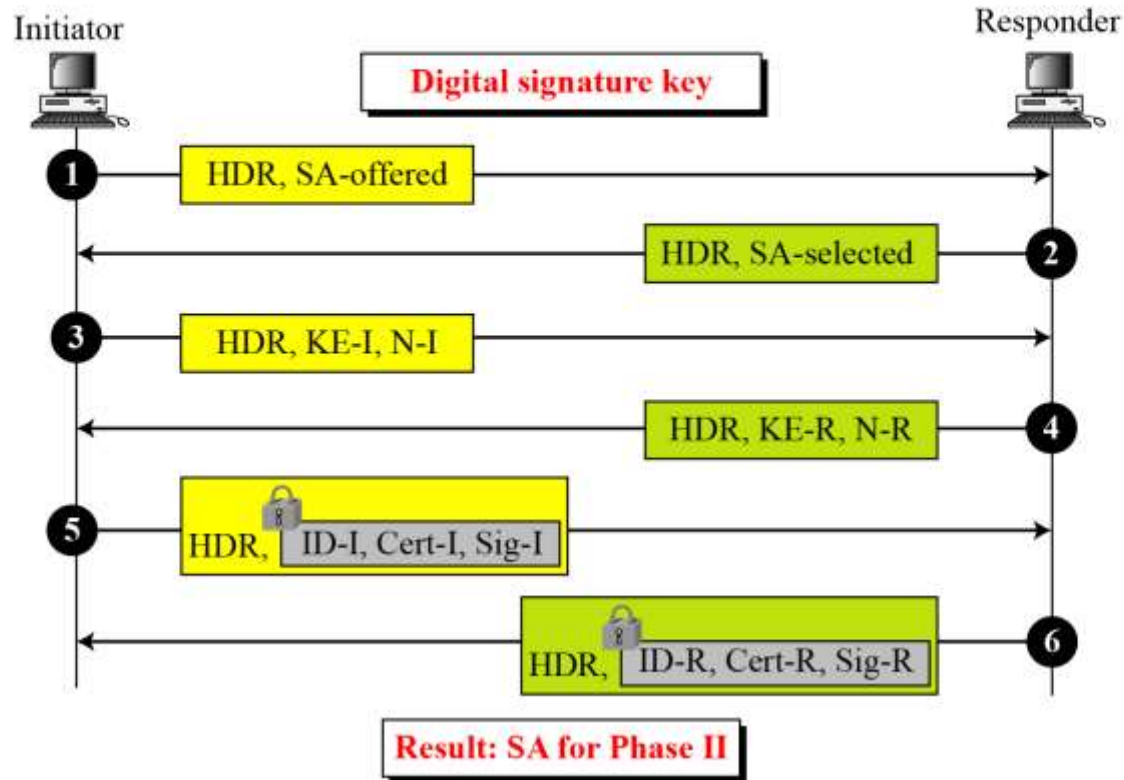 Initiator
Responder
Digital signature key
1
HDR, SA-offered
HDR, SA-selected
2
3
HDR, KE-I, N-I
HDR, KE-R, N-R
4
5
HDR, ID-I, Cert-I, Sig-I
HDR, ID-R, Cert-R, Sig-R
6
Result: SA for Phase II